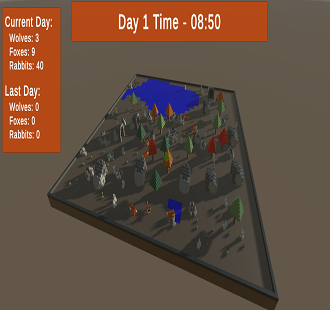 Day 1 Time - 08:50
Current Day:
Wolves: 3
Foxes: 9
Rabbits: 40
Last Day:
Wolves: 0
Foxes: 0
Rabbits: 0